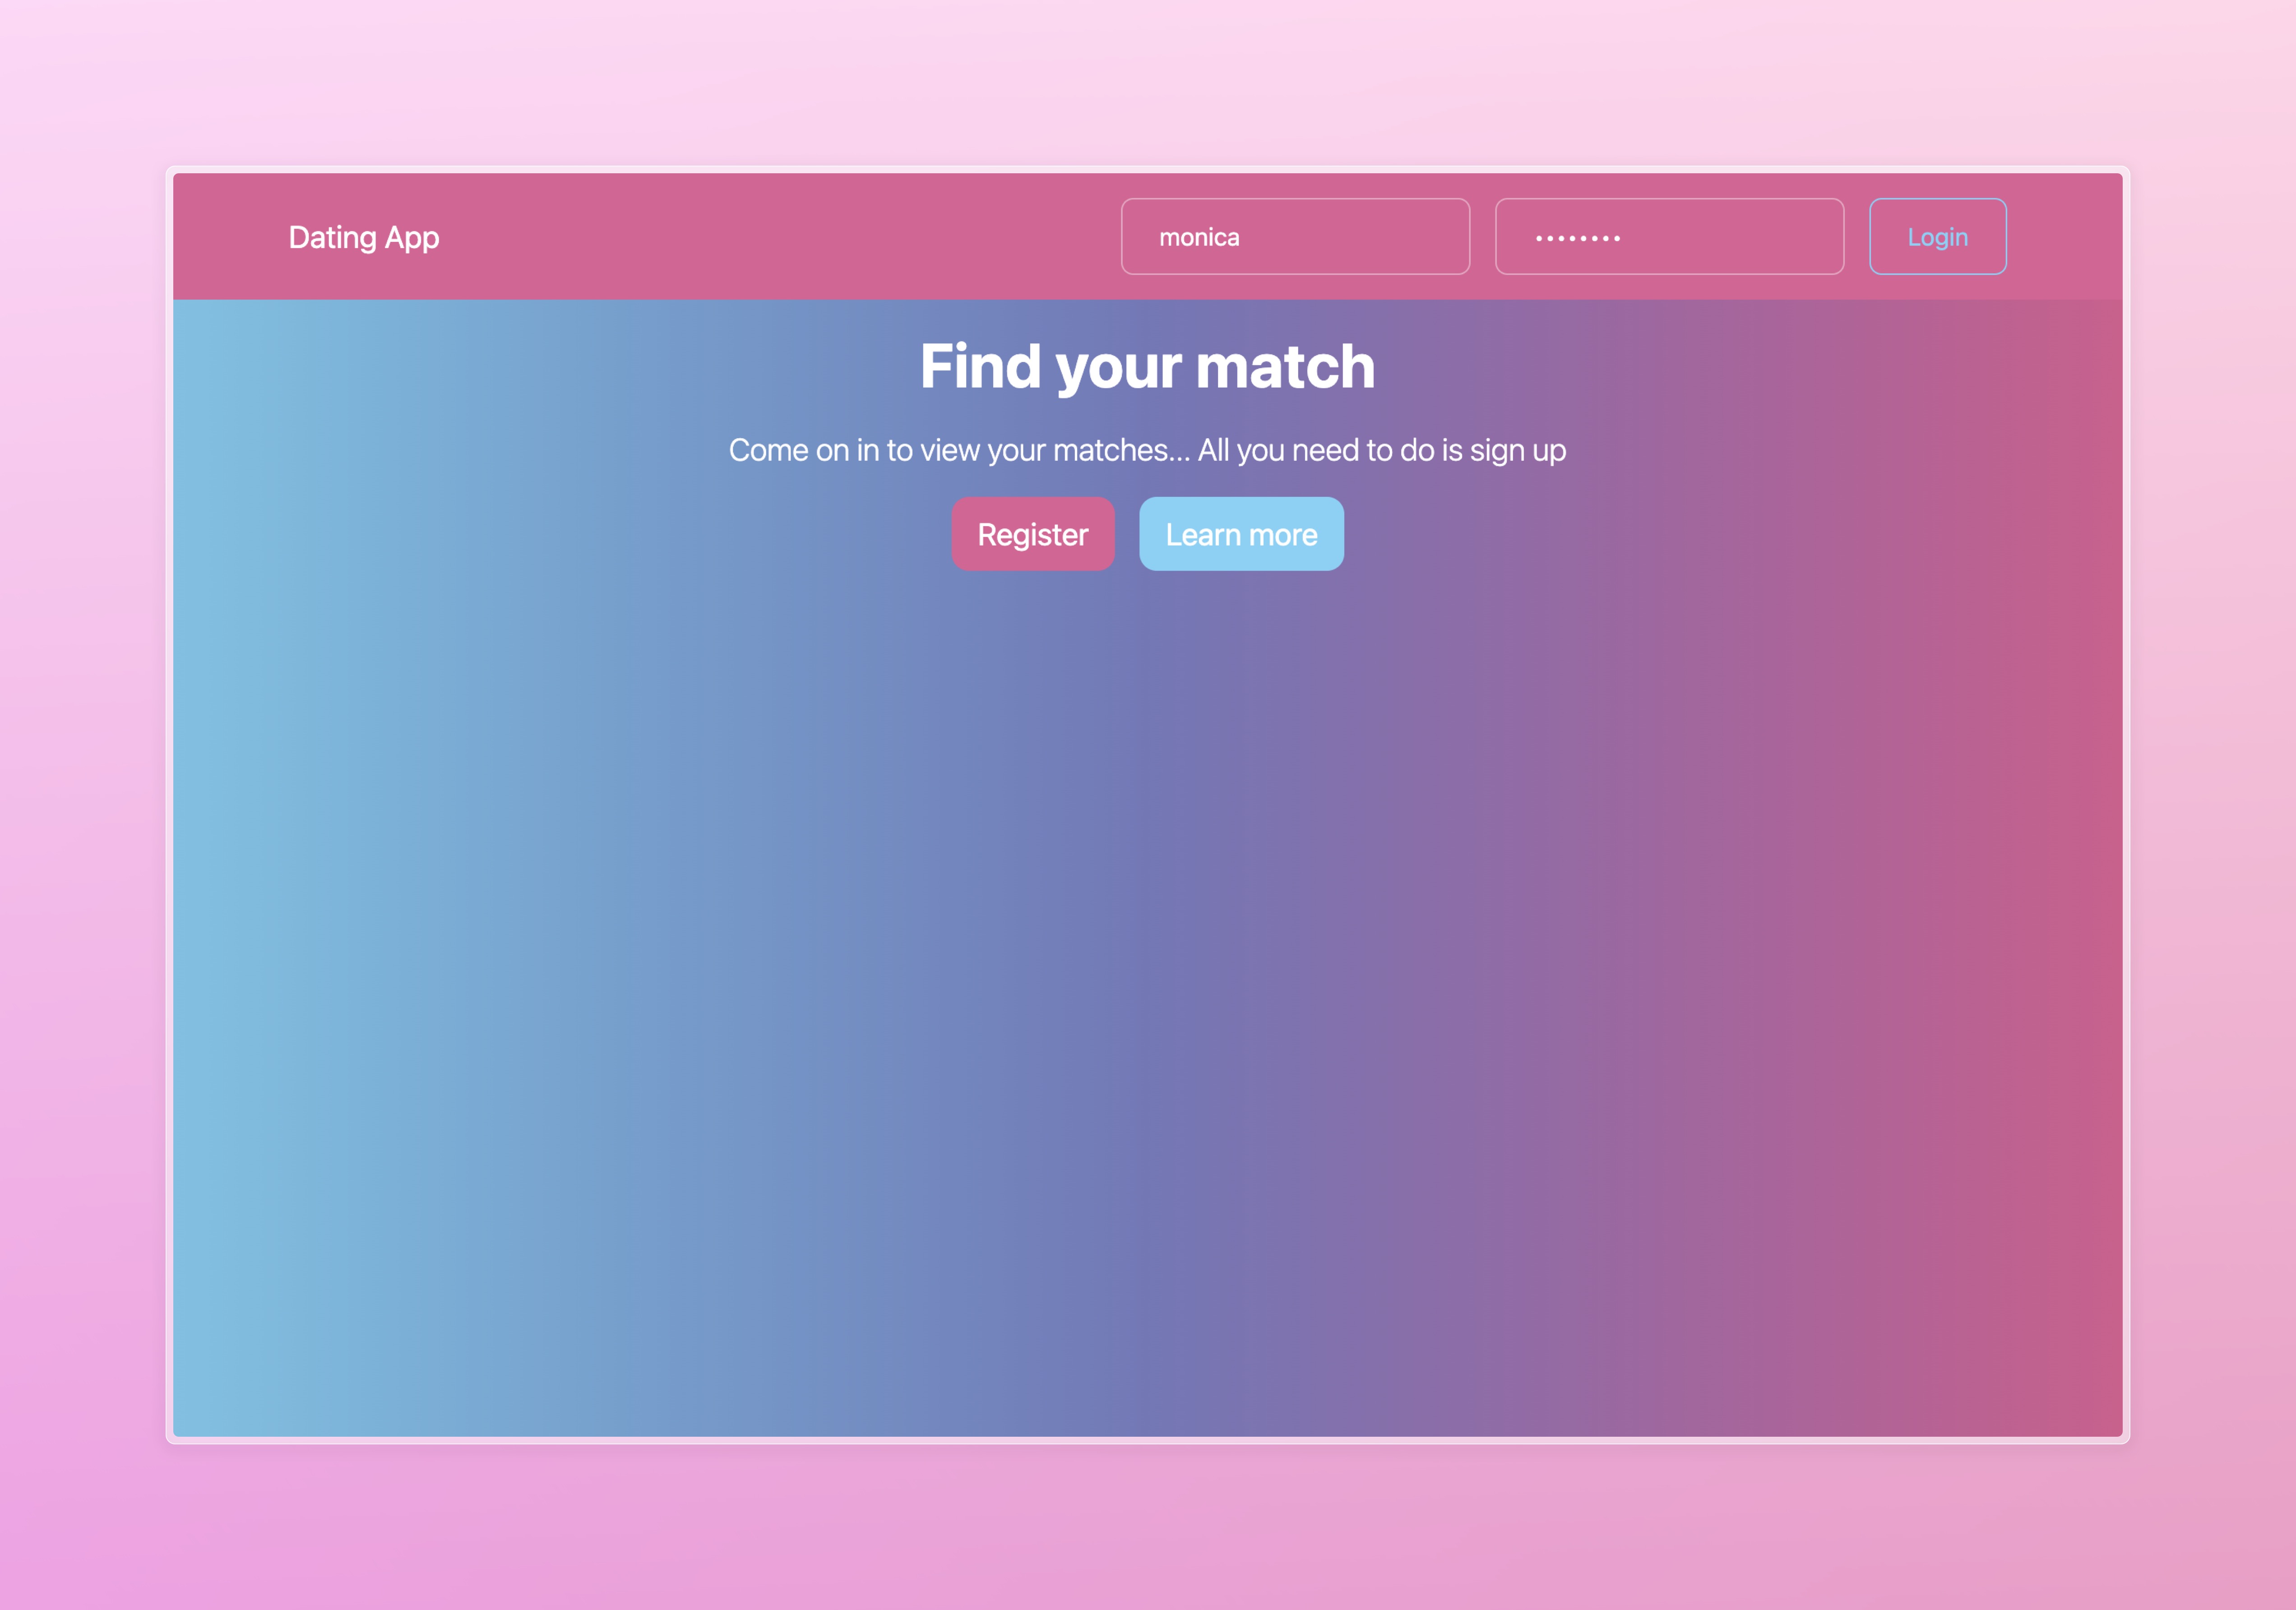 Dating App
monica
••••••••
Login
Find your match
Come on in to view your matches... All you need to do is sign up
Register
Learn more